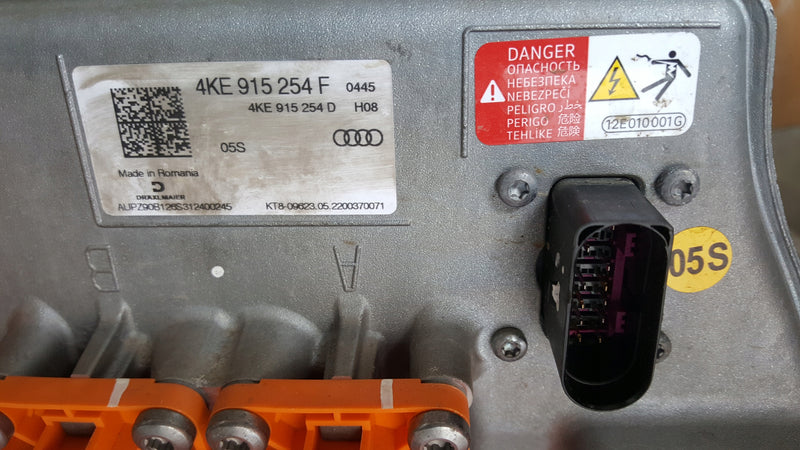 4KE 915 254 F 0445
4KE 915 254 D H08
05S
Made in Romania
D
DRÄXLMAIER
AUPZ90B126S312400245 KT8-09623.05.2200370071
DANGER
ОПАСНОСТЬ
НЕБЕЗПЕКА
NEBEZPEČÍ
PELIGRO خطر
PERIGO 危险
TEHLIKE 危険
12E010001G
05S
B
A